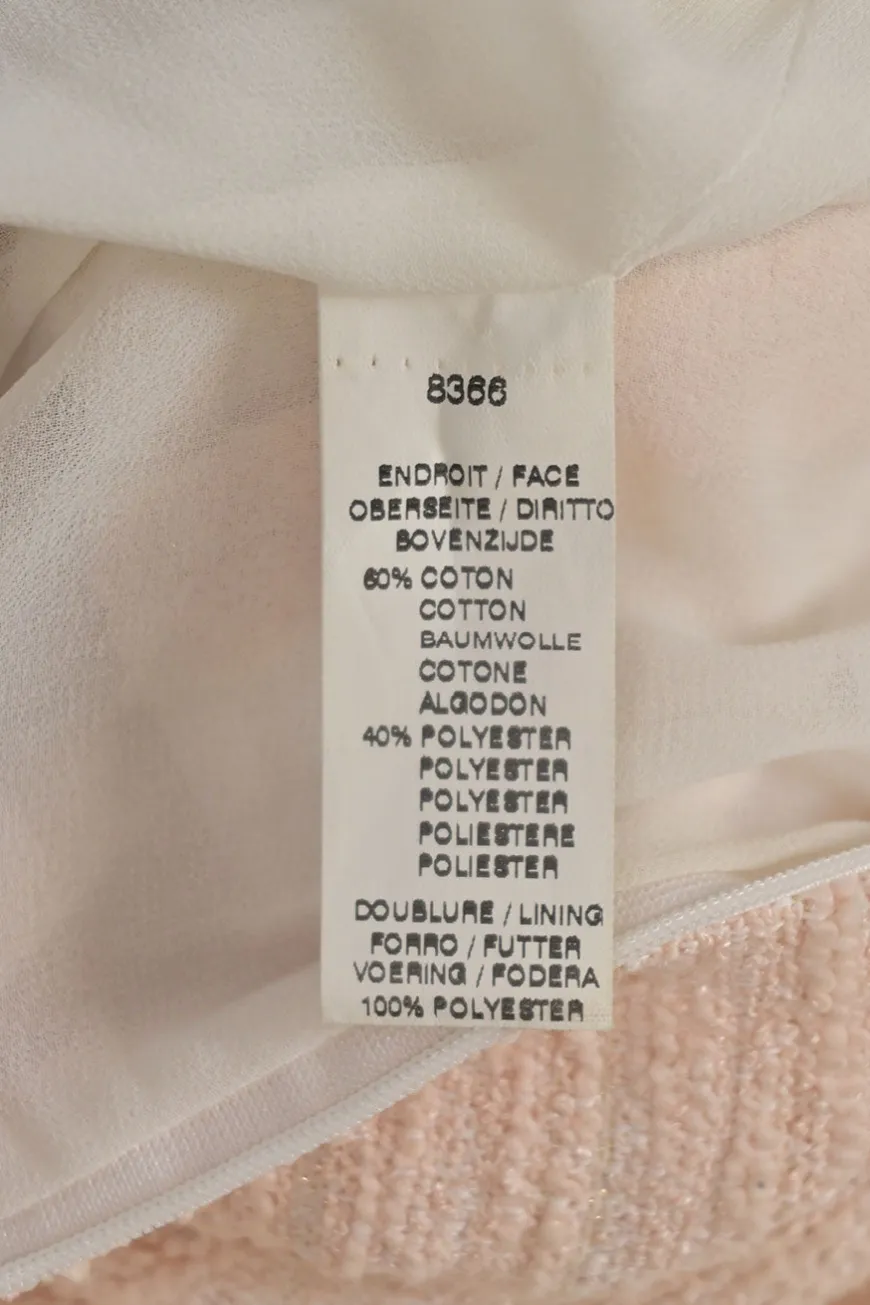 8366
ENDROIT / FACE
OBERSEITE / DIRITTO
BOVENZIJDE
60% COTON
COTTON
BAUMWOLLE
COTONE
ALGODON
40% POLYESTER
POLYESTER
POLYESTER
POLIESTERE
POLIESTER
DOUBLURE / LINING
FORRO / FUTTER
VOERING / FODERA
100% POLYESTER